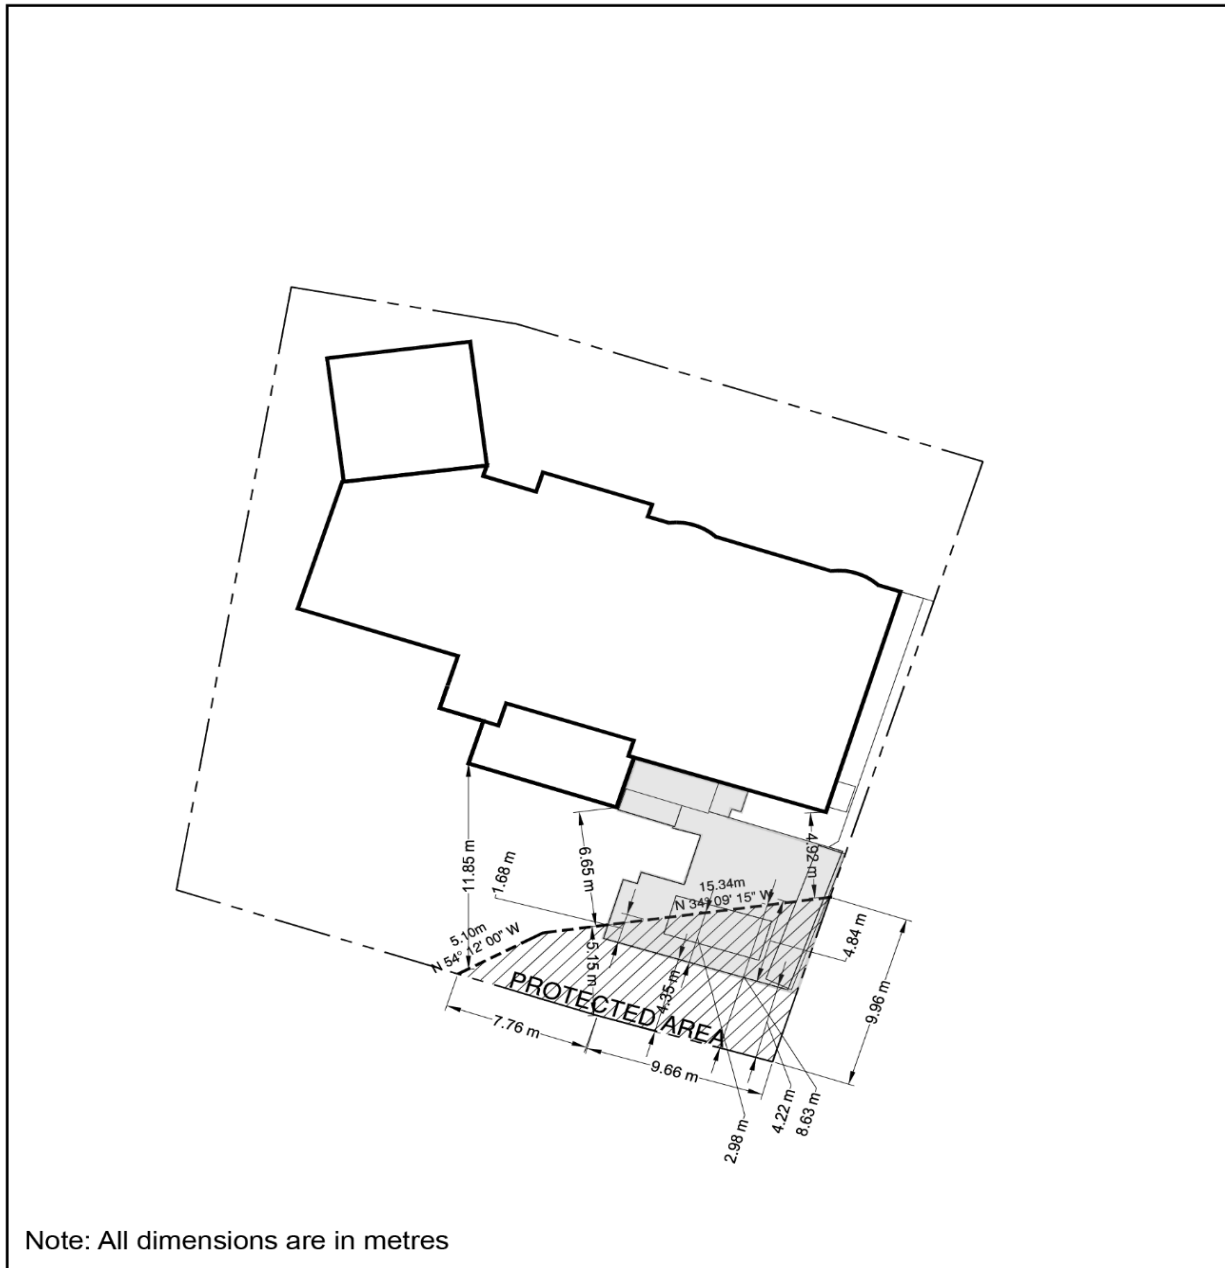 15.34m
N 34° 09' 15" W
4.92 m
11.85 m
6.65 m
1.68 m
5.10m
N 54° 12' 00" W
5.15 m
4.35 m
4.84 m
9.96 m
PROTECTED AREA
7.76 m
9.66 m
2.98 m
4.22 m
8.63 m
Note: All dimensions are in metres